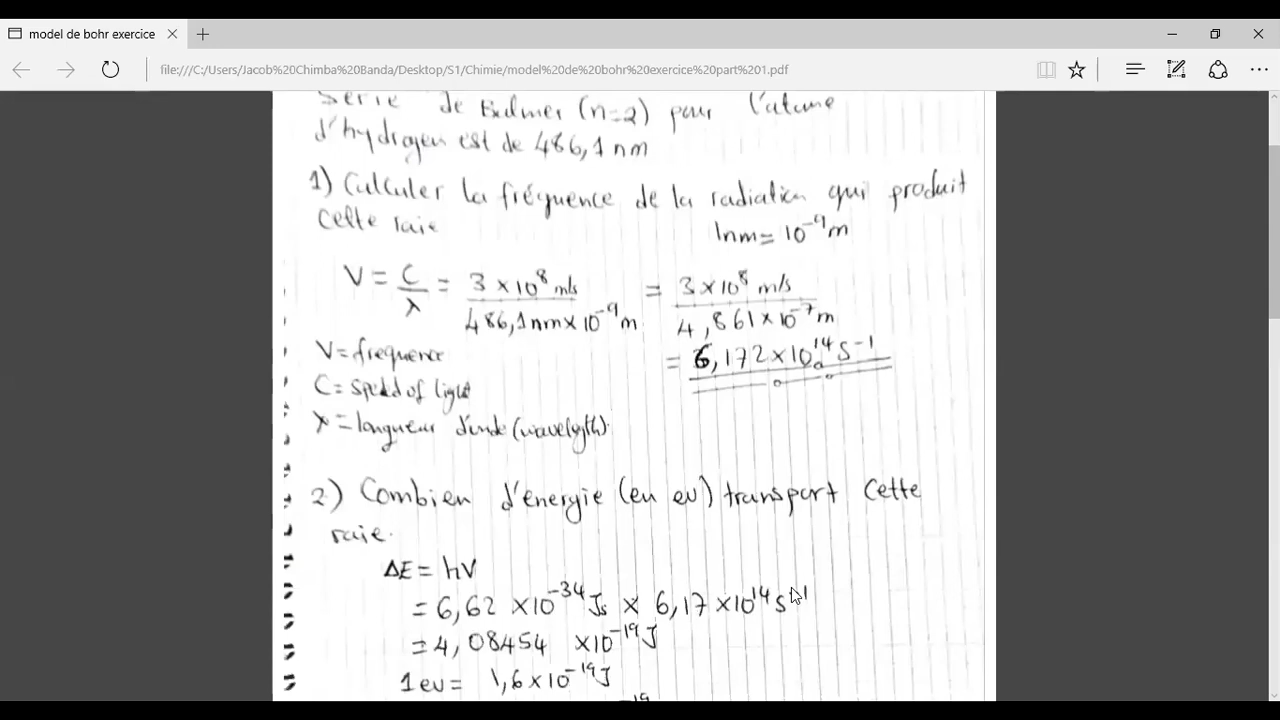 model de bohr exercice
file:///C:/Users/Jacob%20Chimba%20Banda/Desktop/S1/Chimie/model%20de%20bohr%20exercice%20part%201.pdf
Serie de Balmer (n=2) pour l'atome
d'hydrogen est de 486,1 nm
1) Calculer la fréquence de la radiation qui produit
cette raie
1nm = 10⁻⁹m
V = C/λ = 3 × 10⁸ m/s / 486,1nm × 10⁻⁹ m = 3 × 10⁸ m/s / 4,861 × 10⁻⁷ m
= 6,172 × 10¹⁴ S⁻¹
V = frequence
C = speed of light
λ = longueur d'onde (wavelength).
2) Combien d'énergie (en ev) transport cette
raie.
ΔE = hV
= 6,62 × 10⁻³⁴ Js × 6,17 × 10¹⁴ s⁻¹
= 4,08454 × 10⁻¹⁹ J
1 ev = 1,6 × 10⁻¹⁹ J